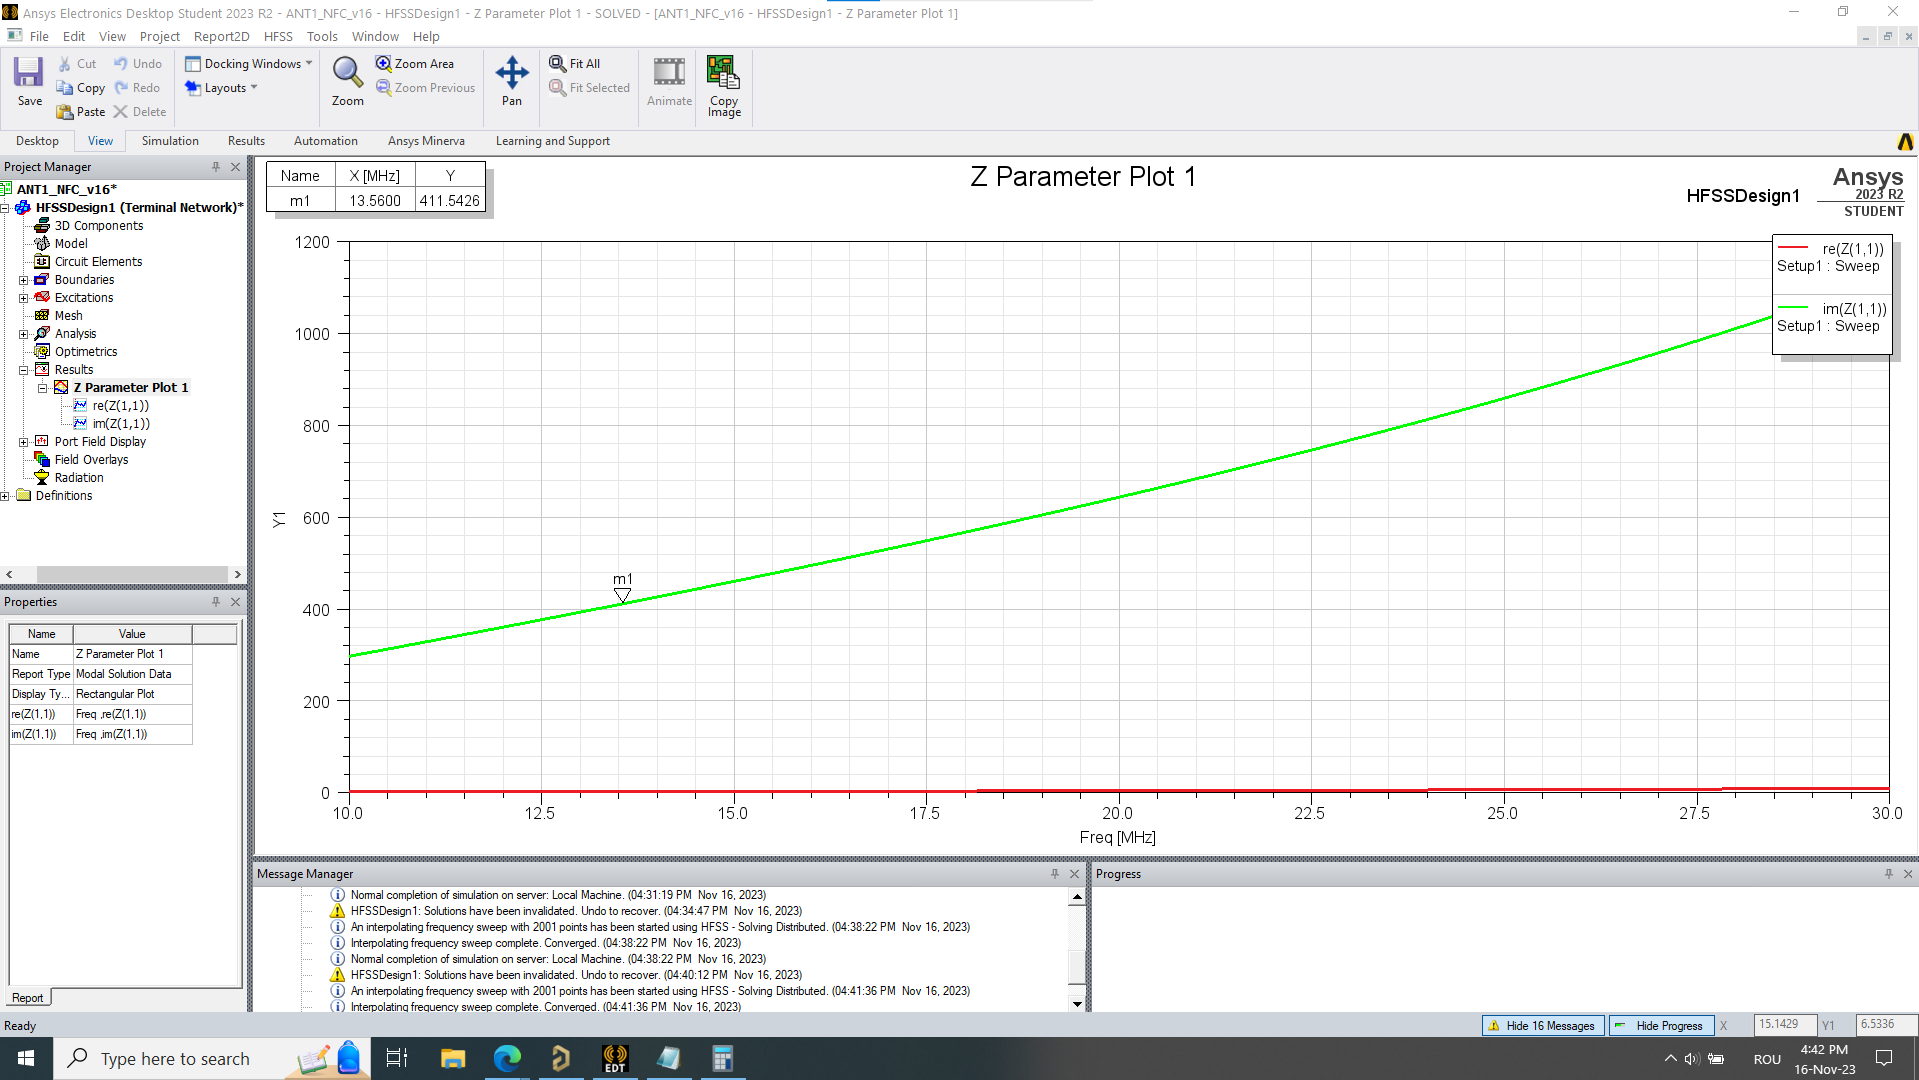 Ansys Electronics Desktop Student 2023 R2 - ANT1_NFC_v16 - HFSSDesign1 - Z Parameter Plot 1 - SOLVED - [ANT1_NFC_v16 - HFSSDesign1 - Z Parameter Plot 1]
File Edit View Project Report2D HFSS Tools Window Help
Save
Cut Undo
Copy Redo
Paste Delete
Docking Windows
Layouts
Zoom
Zoom Area
Zoom Previous
Pan
Fit All
Fit Selected
Animate
Copy Image
Desktop View Simulation Results Automation Ansys Minerva Learning and Support
Project Manager
ANT1_NFC_v16*
HFSSDesign1 (Terminal Network)*
3D Components
Model
Circuit Elements
Boundaries
Excitations
Mesh
Analysis
Optimetrics
Results
Z Parameter Plot 1
re(Z(1,1))
im(Z(1,1))
Port Field Display
Field Overlays
Radiation
Definitions
Properties
Name Value
Name Z Parameter Plot 1
Report Type Modal Solution Data
Display Ty... Rectangular Plot
re(Z(1,1)) Freq ,re(Z(1,1))
im(Z(1,1)) Freq ,im(Z(1,1))
Report
Name X [MHz] Y
m1 13.5600 411.5426
Z Parameter Plot 1
HFSSDesign1
Ansys
2023 R2
STUDENT
re(Z(1,1))
Setup1 : Sweep
im(Z(1,1))
Setup1 : Sweep
1200
1000
800
600
400
200
0
Y1
m1
10.0 12.5 15.0 17.5 20.0 22.5 25.0 27.5 30.0
Freq [MHz]
Message Manager
Normal completion of simulation on server: Local Machine. (04:31:19 PM Nov 16, 2023)
HFSSDesign1: Solutions have been invalidated. Undo to recover. (04:34:47 PM Nov 16, 2023)
An interpolating frequency sweep with 2001 points has been started using HFSS - Solving Distributed. (04:38:22 PM Nov 16, 2023)
Interpolating frequency sweep complete. Converged. (04:38:22 PM Nov 16, 2023)
Normal completion of simulation on server: Local Machine. (04:38:22 PM Nov 16, 2023)
HFSSDesign1: Solutions have been invalidated. Undo to recover. (04:40:12 PM Nov 16, 2023)
An interpolating frequency sweep with 2001 points has been started using HFSS - Solving Distributed. (04:41:36 PM Nov 16, 2023)
Interpolating frequency sweep complete. Converged. (04:41:36 PM Nov 16, 2023)
Progress
Ready
Hide 16 Messages Hide Progress X 15.1429 Y1 6.5336
Type here to search
EDT
ROU
4:42 PM
16-Nov-23